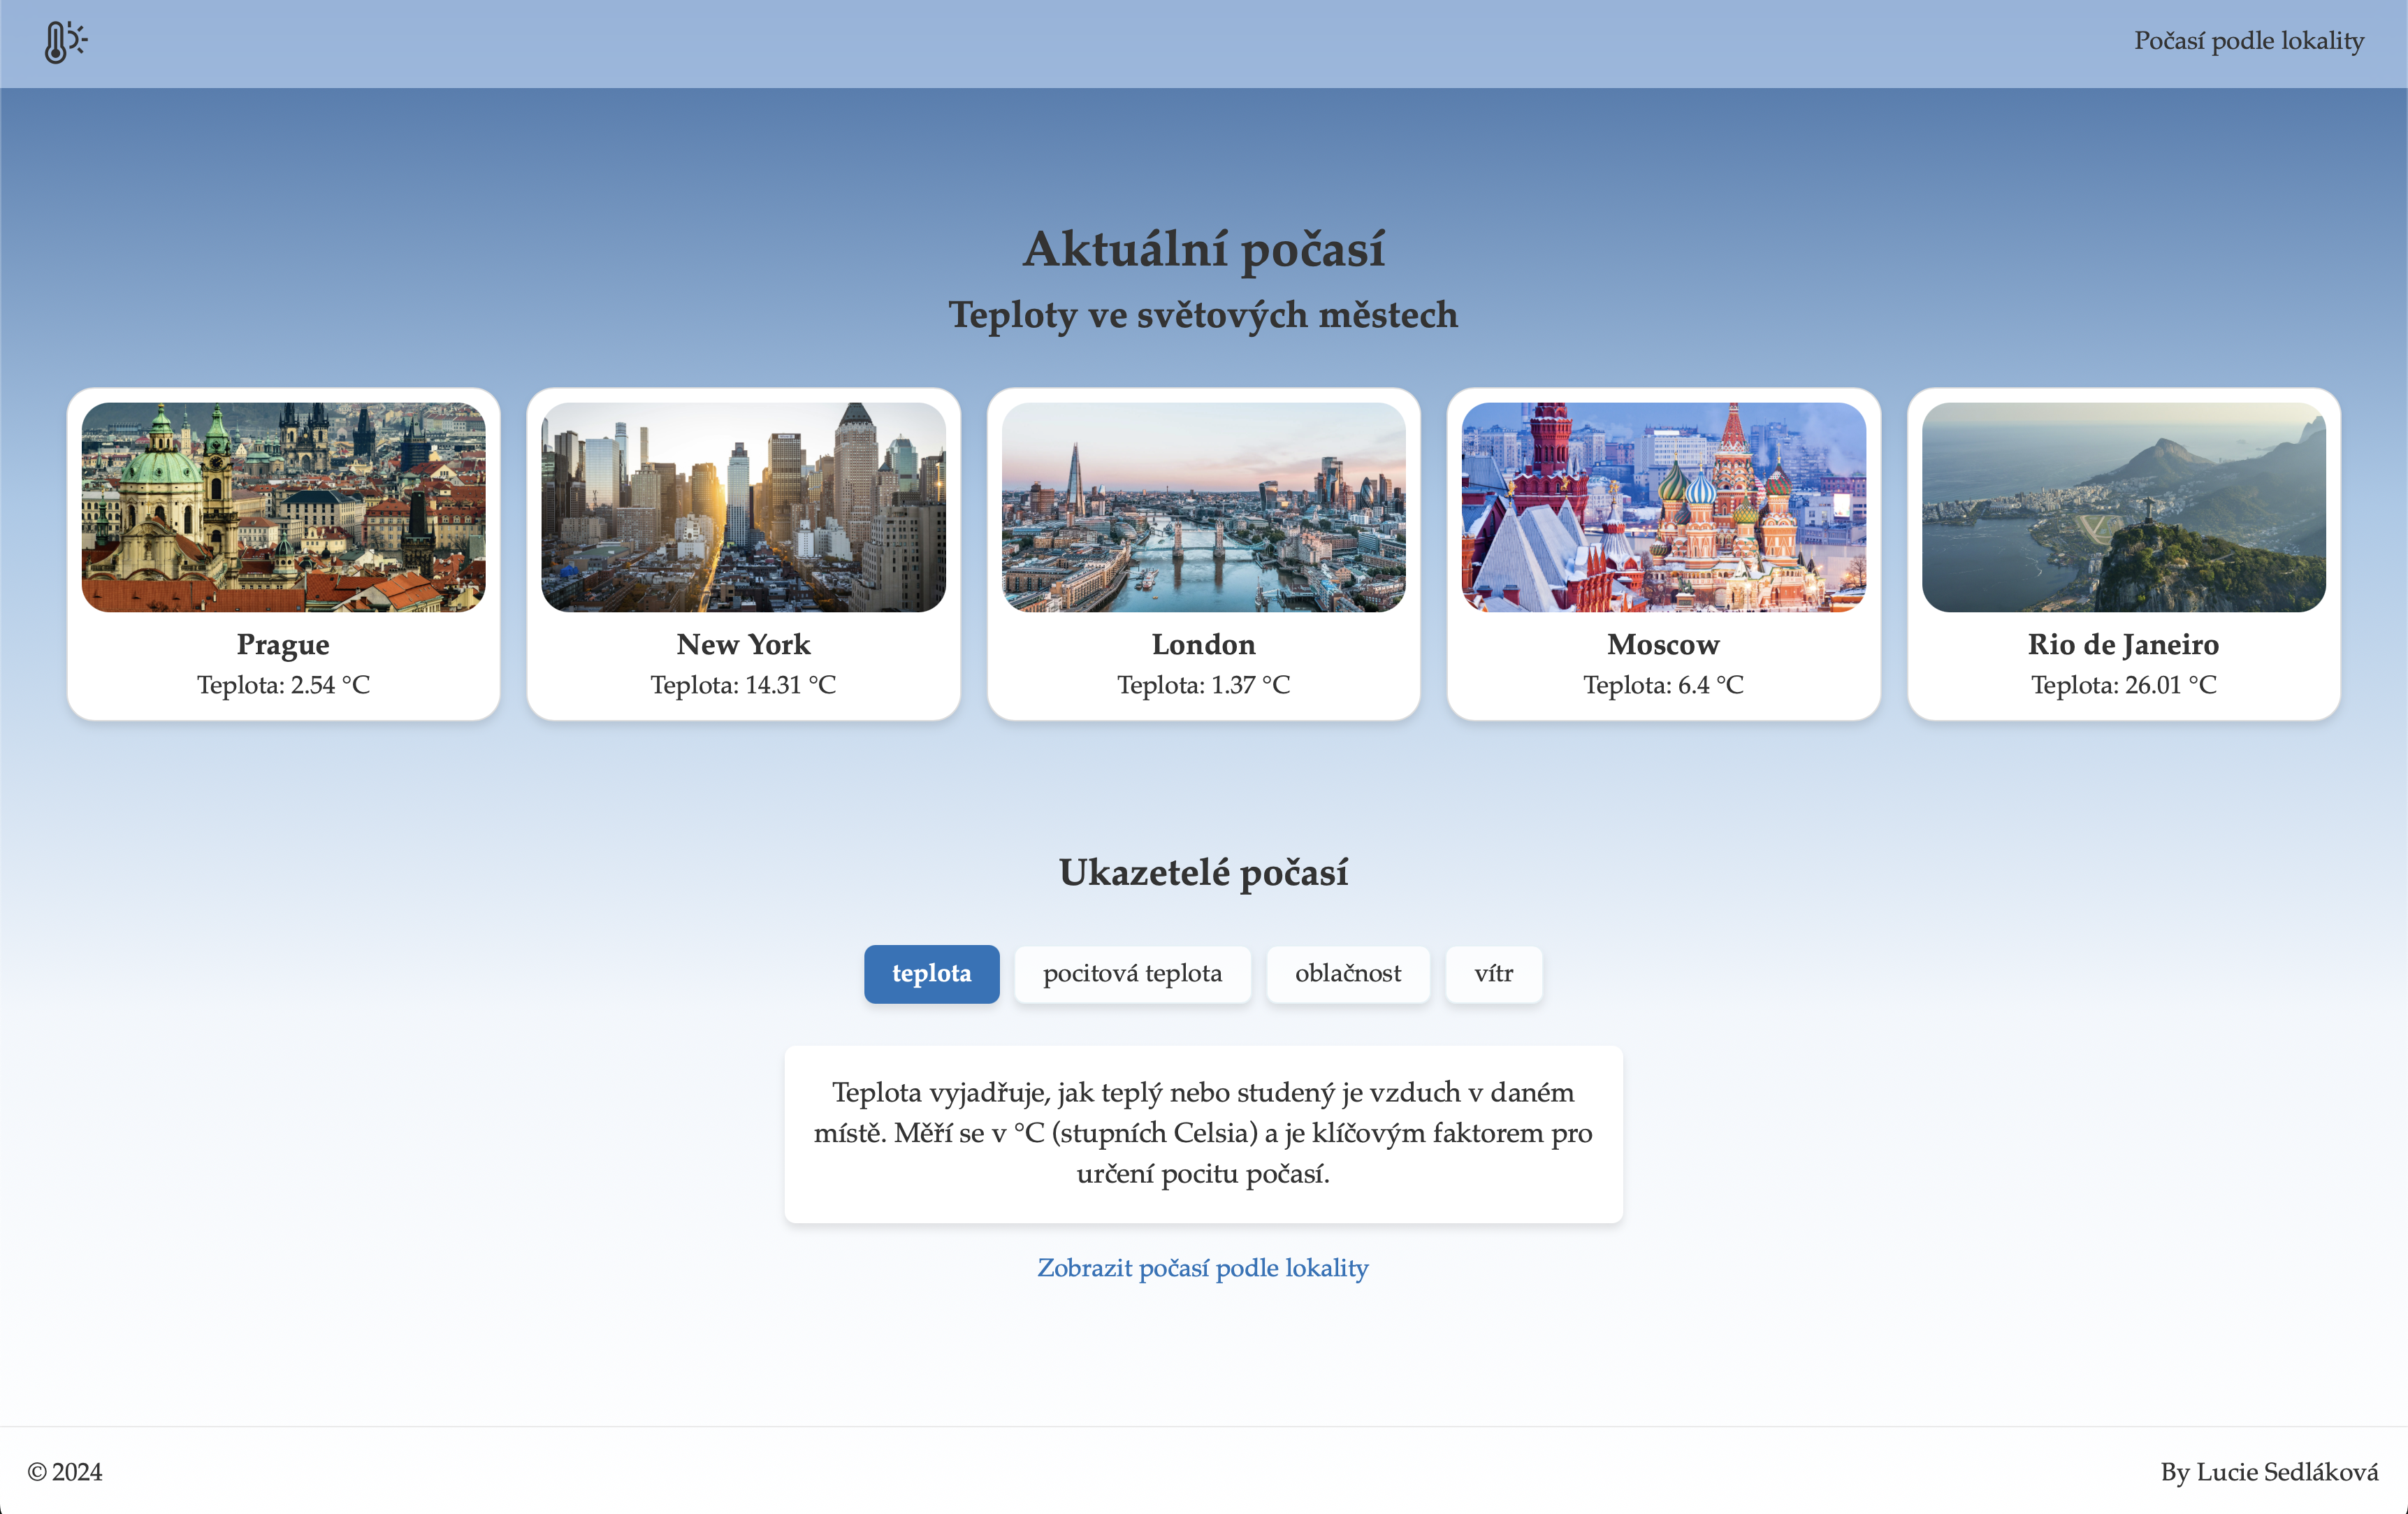 Počasí podle lokality
Aktuální počasí
Teploty ve světových městech
Prague
Teplota: 2.54 °C
New York
Teplota: 14.31 °C
London
Teplota: 1.37 °C
Moscow
Teplota: 6.4 °C
Rio de Janeiro
Teplota: 26.01 °C
Ukazetelé počasí
teplota
pocitová teplota
oblačnost
vítr
Teplota vyjadřuje, jak teplý nebo studený je vzduch v daném
místě. Měří se v °C (stupních Celsia) a je klíčovým faktorem pro
určení pocitu počasí.
Zobrazit počasí podle lokality
© 2024
By Lucie Sedláková